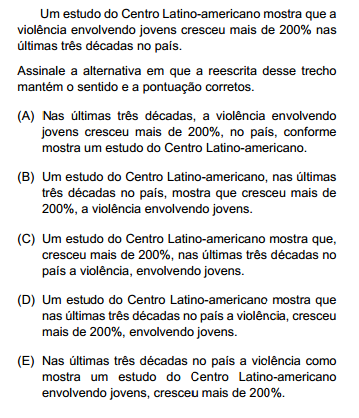 Um estudo do Centro Latino-americano mostra que a
violência envolvendo jovens cresceu mais de 200% nas
últimas três décadas no país.
Assinale a alternativa em que a reescrita desse trecho
mantém o sentido e a pontuação corretos.
(A) Nas últimas três décadas, a violência envolvendo
jovens cresceu mais de 200%, no país, conforme
mostra um estudo do Centro Latino-americano.
(B) Um estudo do Centro Latino-americano, nas últimas
três décadas no país, mostra que cresceu mais de
200%, a violência envolvendo jovens.
(C) Um estudo do Centro Latino-americano mostra que,
cresceu mais de 200%, nas últimas três décadas no
país a violência, envolvendo jovens.
(D) Um estudo do Centro Latino-americano mostra que
nas últimas três décadas no país a violência, cresceu
mais de 200%, envolvendo jovens.
(E) Nas últimas três décadas no país a violência como
mostra um estudo do Centro Latino-americano
envolvendo jovens, cresceu mais de 200%.